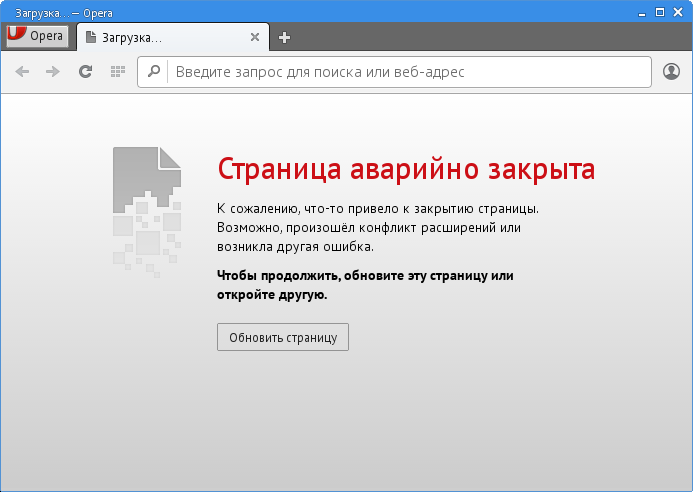 Загрузка... — Opera
Opera
Загрузка...
Введите запрос для поиска или веб-адрес
Страница аварийно закрыта
К сожалению, что-то привело к закрытию страницы.
Возможно, произошёл конфликт расширений или
возникла другая ошибка.
Чтобы продолжить, обновите эту страницу или
откройте другую.
Обновить страницу